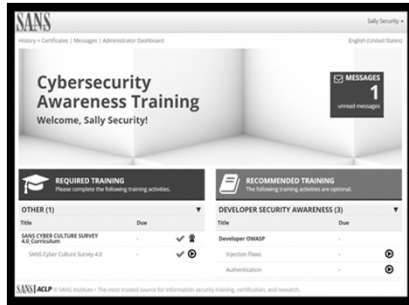 SANS
Sally Security
History • Certificates | Messages | Administrator Dashboard
English (United States)
Cybersecurity
Awareness Training
Welcome, Sally Security!
MESSAGES
1
unread messages
REQUIRED TRAINING
Please complete the following training activities.
RECOMMENDED TRAINING
The following training activities are optional.
OTHER (1)
Title Due
SANS CYBER CULTURE SURVEY
4.0_Curriculum -
SANS Cyber Culture Survey 4.0 -
DEVELOPER SECURITY AWARENESS (3)
Title Due
Developer OWASP -
Injection Flaws -
Authentication -
SANS | ACLP © SANS Institute • The most trusted source for information security training, certification, and research.